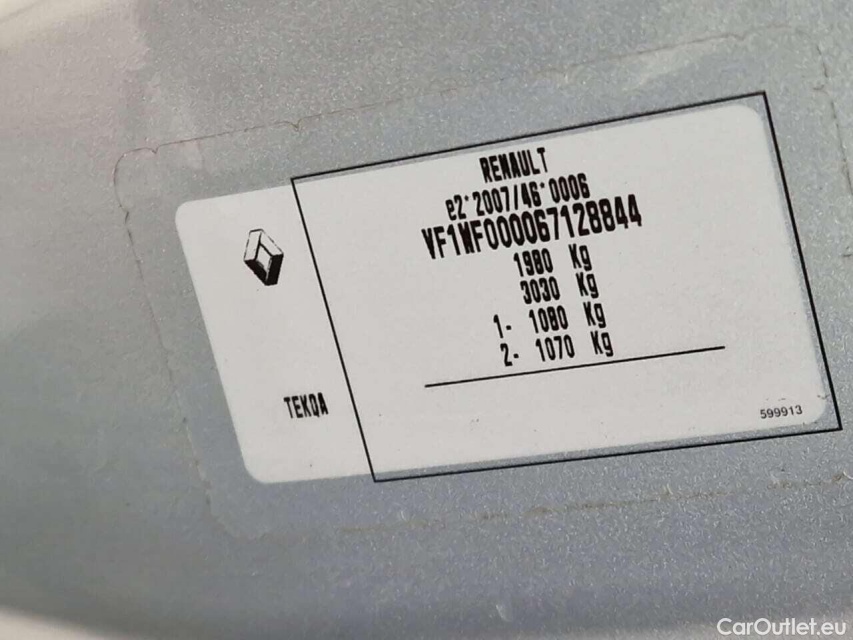 RENAULT
e2*2007/46*0006
VF1WF000067128844
1980 Kg
3030 Kg
1- 1080 Kg
2- 1070 Kg
TEKQA
599913
CarOutlet.eu